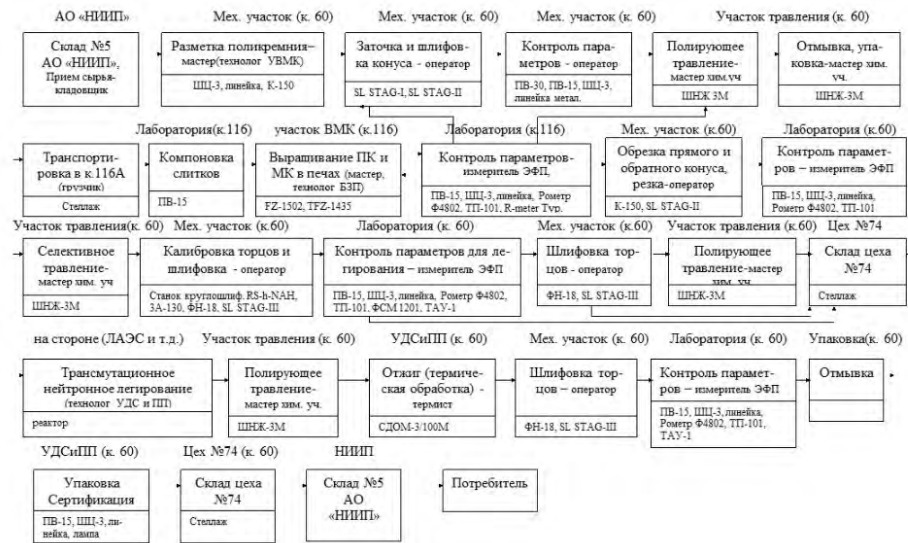 АО «НИИП»
Мех. участок (к. 60)
Мех. участок (к. 60)
Мех. участок (к. 60)
Участок травления (к. 60)
Склад №5
АО «НИИП»,
Прием сырья-
кладовщик
Разметка поликремния–
мастер(технолог УВМК)
ШЦ-3, линейка, К-150
Заточка и шлифов-
ка конуса - оператор
SL STAG-I, SL STAG-II
Контроль пара-
метров - оператор
ПВ-30, ПВ-15, ШЦ-3,
линейка метал.
Полирующее
травление-
мастер хим.уч
ШНЖ 3М
Отмывка, упа-
ковка-мастер хим.
уч.
ШНЖ-3М.
Лаборатория(к.116)
участок ВМК (к.116)
Лаборатория (к.116)
Мех. участок (к.60)
Лаборатория (к.60)
Транспорти-
ровка в к.116А
(грузчик)
Стеллаж
Компоновка
слитков
ПВ-15
Выращивание ПК и
МК в печах (мастер,
технолог БЗП)
FZ-1502, TFZ-1435
Контроль параметров-
измеритель ЭФП,
ПВ-15, ШЦ-3, линейка, Рометр
Ф4802, ТП-101, R-meter Typ.
Обрезка прямого и
обратного конуса,
резка-оператор
К-150, SL STAG-II
Контроль парамет-
ров – измеритель ЭФП
ПВ-15, ШЦ-3, линейка,
Рометр Ф4802, ТП-101
Участок травления(к. 60)
Мех. участок (к.60)
Лаборатория (к. 60)
Мех. участок (к.60)
Участок травления(к.60)
Цех №74
Селективное
травление-
мастер хим. уч
ШНЖ-3М
Калибровка торцов и
шлифовка - оператор
Станок круглошлиф. RS-h-NAH,
3А-130, ФН-18, SL STAG-III
Контроль параметров для ле-
гирования – измеритель ЭФП
ПВ-15, ШЦ-3, линейка, Рометр Ф4802,
ТП-101, ФСМ 1201, ТАУ-1
Шлифовка тор-
цов - оператор
ФН-18, SL STAG-III
Полирующее
травление-мастер
хим. уч.
ШНЖ-3М
Склад цеха
№74
Стеллаж
на стороне (ЛАЭС и т.д.)
Участок травления (к. 60)
УДСиПП (к. 60)
Мех. участок (к. 60)
Лаборатория (к. 60)
Упаковка(к. 60)
Трансмутационное
нейтронное легирование
(технолог УДС и ПП)
реактор
Полирующее
травление-
мастер хим. уч.
ШНЖ-3М
Отжиг (терми-
ческая обработка) -
термист
СДОМ-3/100М
Шлифовка тор-
цов – оператор
ФН-18, SL STAG-III
Контроль парамет-
ров – измеритель ЭФП
ПВ-15, ШЦ-3, линейка,
Рометр Ф4802, ТП-101,
ТАУ-1
Отмывка
УДСиПП (к. 60)
Цех №74 (к. 60)
НИИП
Упаковка
Сертификация
ПВ-15, ШЦ-3, ли-
нейка, лампа
Склад цеха
№74
Стеллаж
Склад №5
АО
«НИИП»
Потребитель